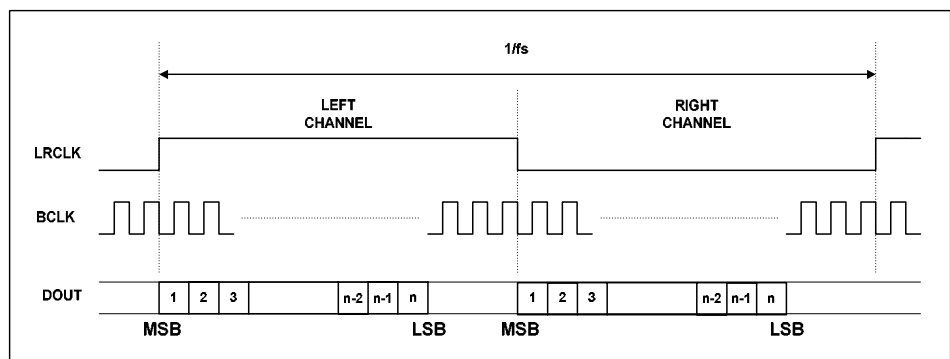 1/fs
LEFT
CHANNEL
RIGHT
CHANNEL
LRCLK
BCLK
DOUT
1 2 3 n-2 n-1 n 1 2 3 n-2 n-1 n
MSB LSB MSB LSB